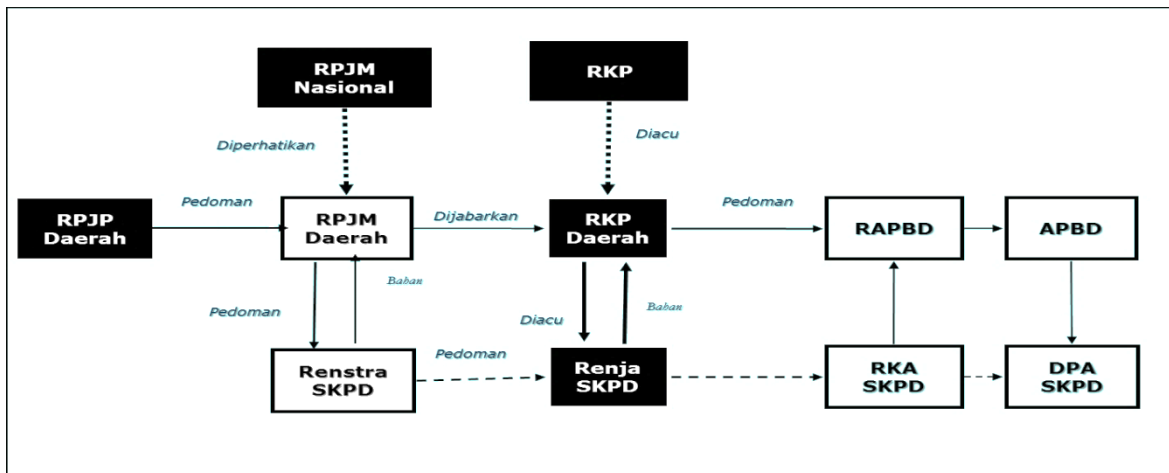 RPJM
Nasional
RKP
Diperhatikan
Diacu
RPJP
Daerah
Pedoman
RPJM
Daerah
Dijabarkan
RKP
Daerah
Pedoman
RAPBD
APBD
Pedoman
Bahan
Diacu
Bahan
Renstra
SKPD
Pedoman
Renja
SKPD
RKA
SKPD
DPA
SKPD